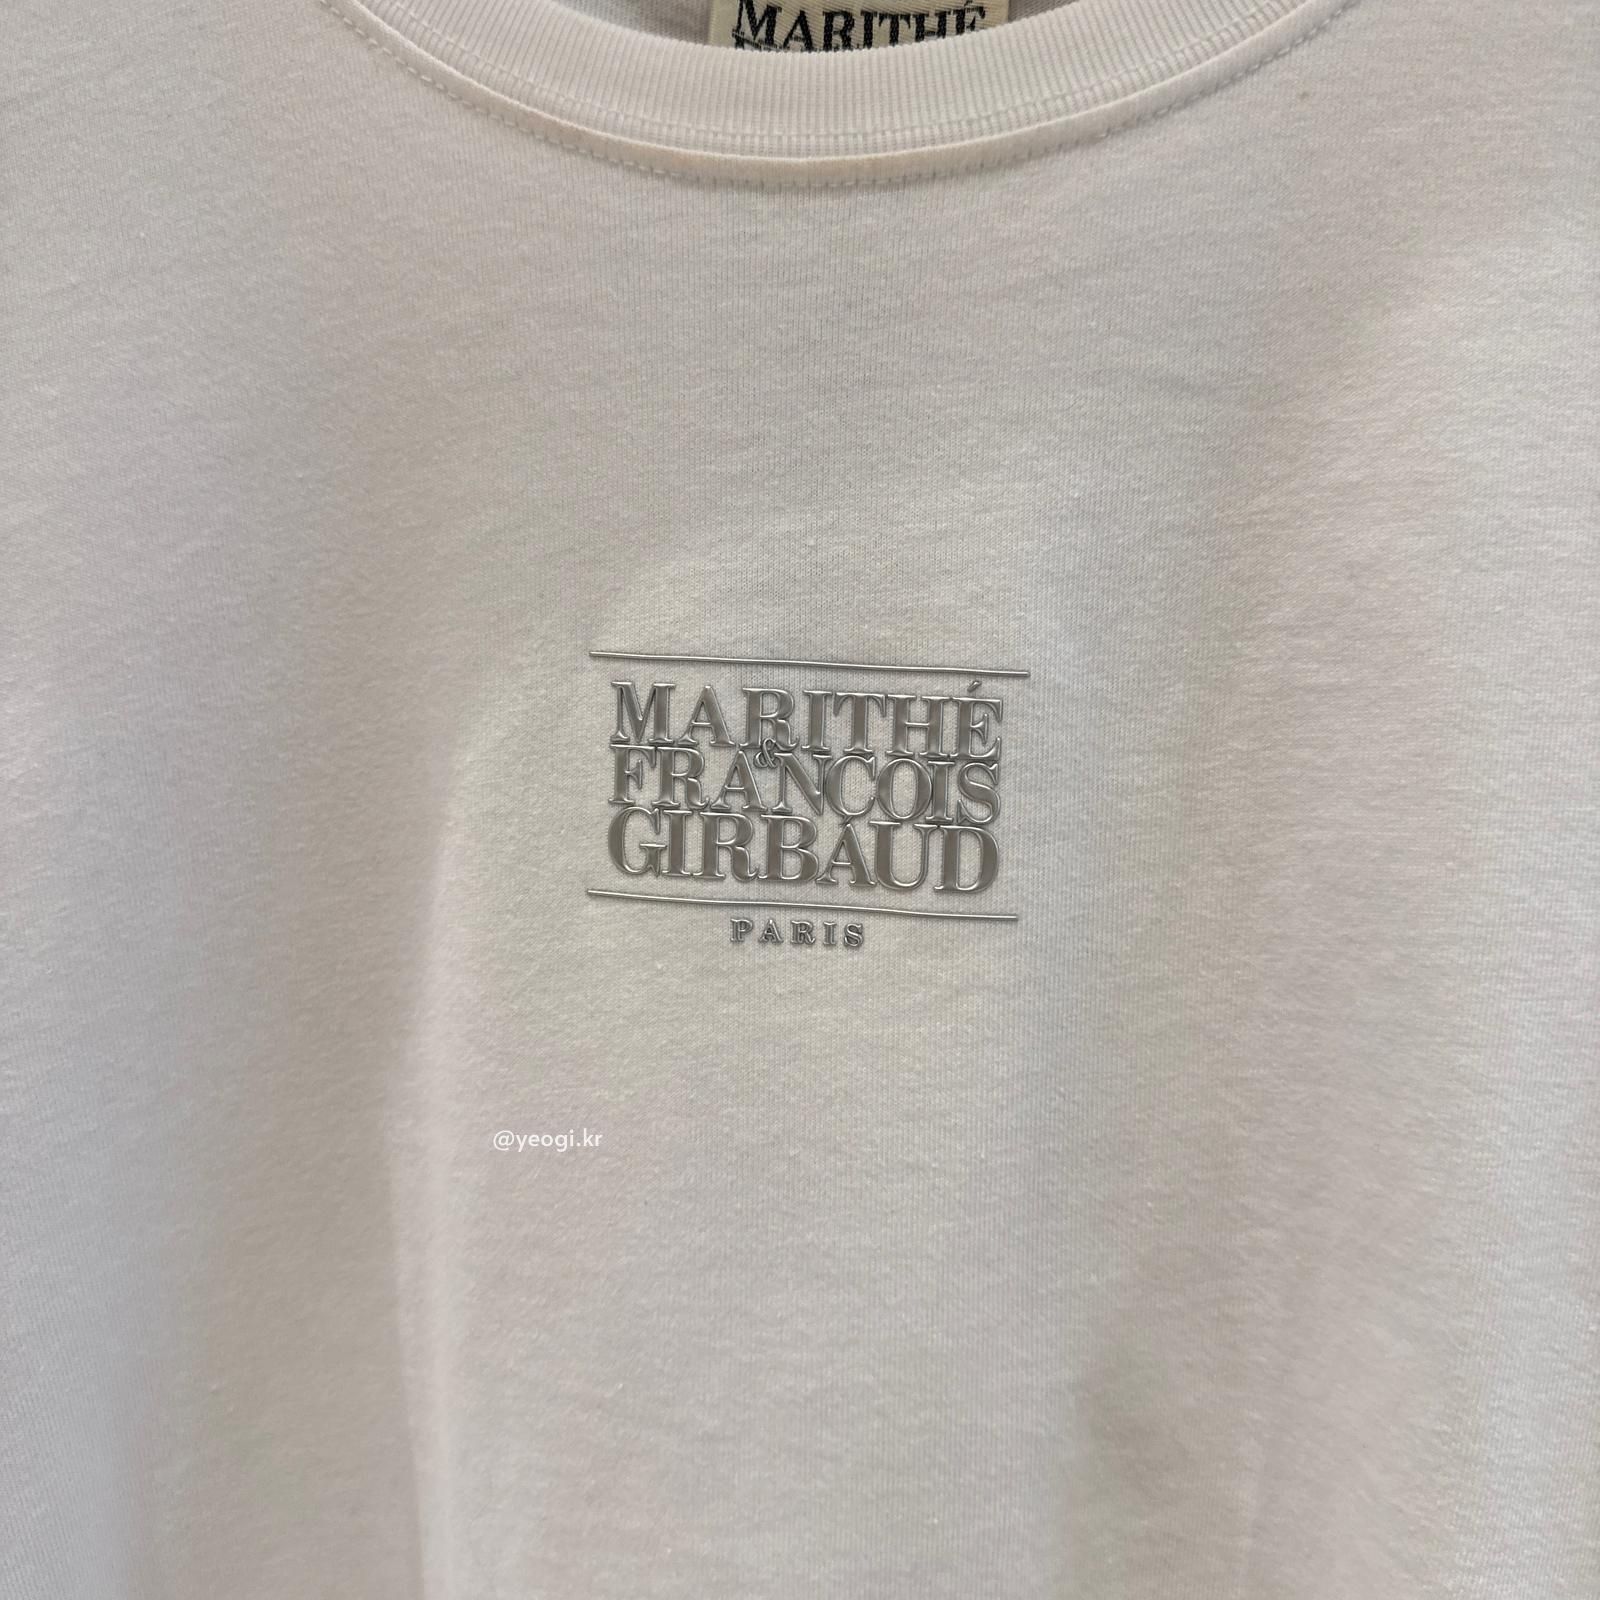 MARITHÉ
MARITHÉ
&
FRANÇOIS
GIRBAUD
PARIS
@yeogi.kr